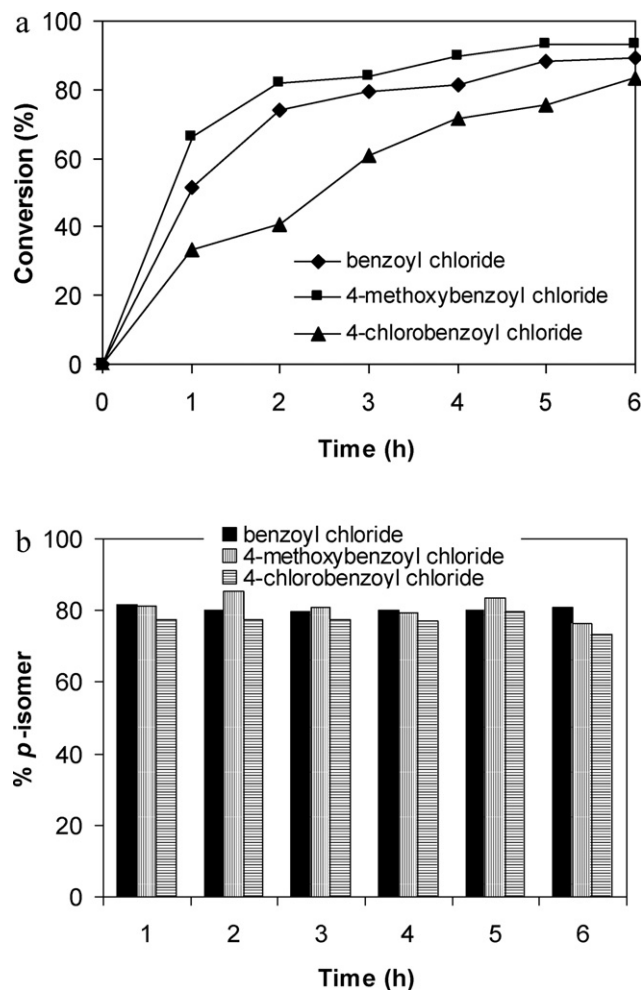 a
100
80
60
40
20
0
Conversion (%)
benzoyl chloride
4-methoxybenzoyl chloride
4-chlorobenzoyl chloride
0 1 2 3 4 5 6
Time (h)
b
100
80
60
40
20
0
% p-isomer
benzoyl chloride
4-methoxybenzoyl chloride
4-chlorobenzoyl chloride
1 2 3 4 5 6
Time (h)